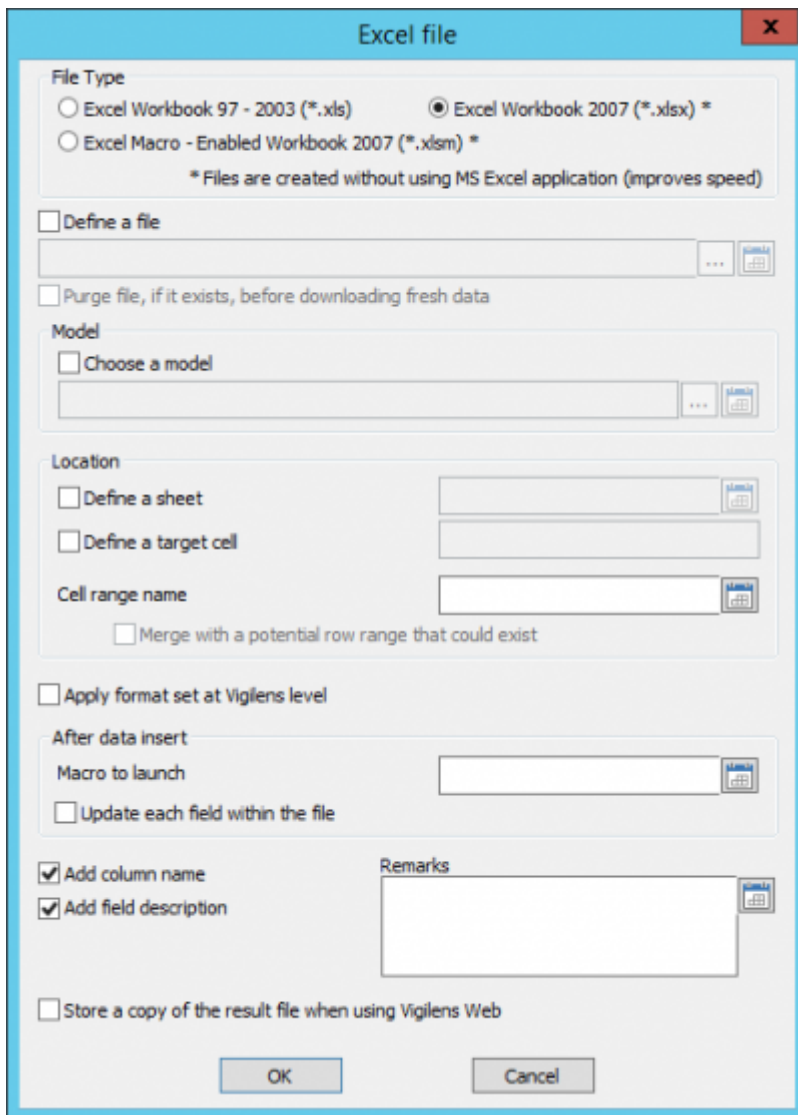 Excel file
x
File Type
Excel Workbook 97 - 2003 (*.xls)
Excel Workbook 2007 (*.xlsx) *
Excel Macro - Enabled Workbook 2007 (*.xlsm) *
* Files are created without using MS Excel application (improves speed)
Define a file
...
Purge file, if it exists, before downloading fresh data
Model
Choose a model
...
Location
Define a sheet
Define a target cell
Cell range name
Merge with a potential row range that could exist
Apply format set at Vigilens level
After data insert
Macro to launch
Update each field within the file
Add column name
Remarks
Add field description
Store a copy of the result file when using Vigilens Web
OK
Cancel